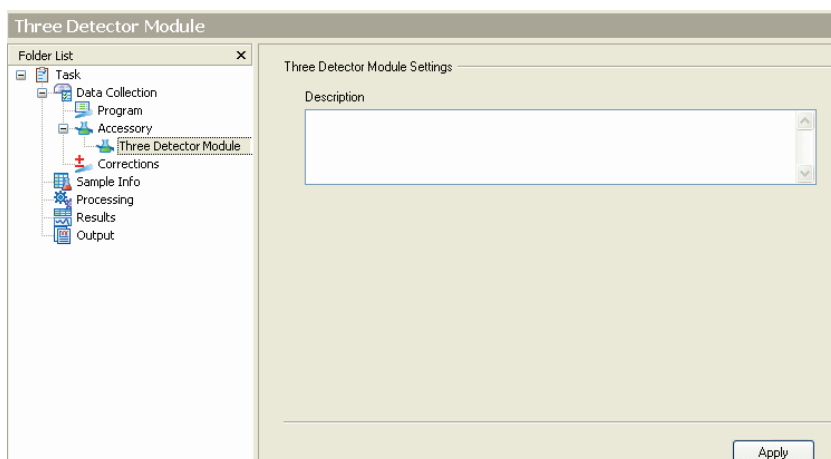 Three Detector Module
Folder List
Task
Data Collection
Program
Accessory
Three Detector Module
Corrections
Sample Info
Processing
Results
Output
Three Detector Module Settings
Description
Apply